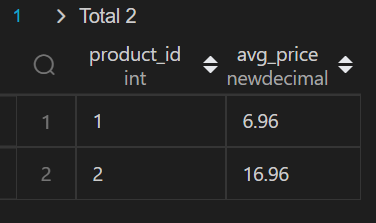 1 > Total 2
product_id avg_price
int newdecimal
1 1 6.96
2 2 16.96